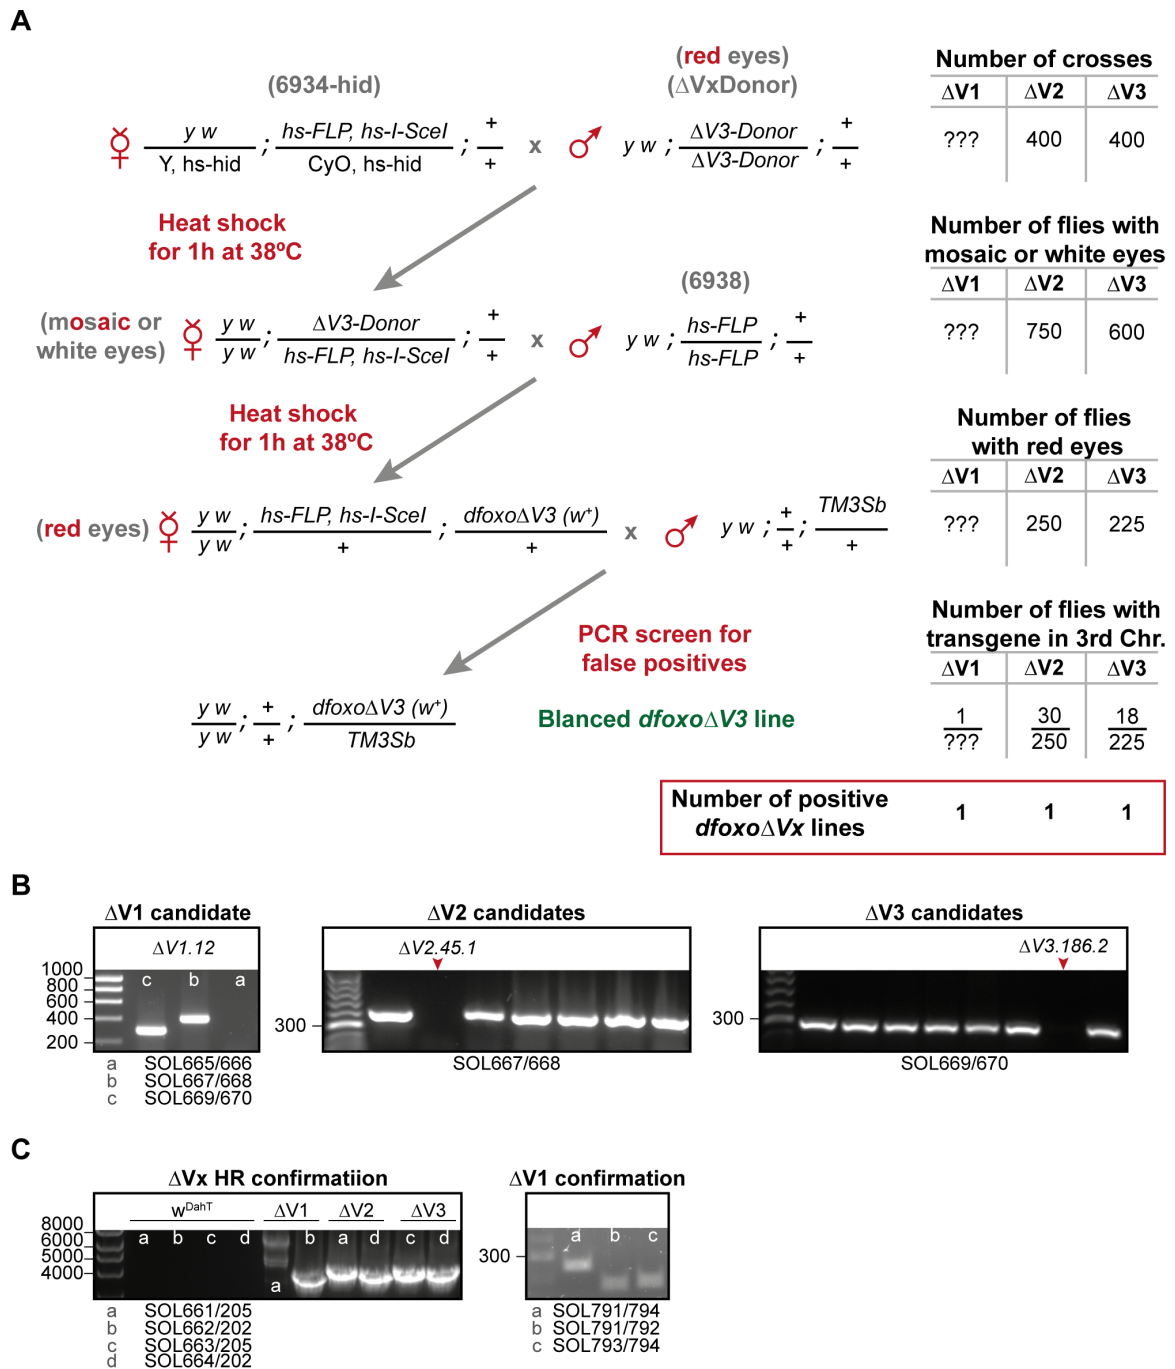 A
(6934-hid)
(red eyes)
(ΔVxDonor)
y w
Y, hs-hid
;
hs-FLP, hs-I-SceI
CyO, hs-hid
;
+
+
x
y w ;
ΔV3-Donor
ΔV3-Donor
;
+
+
Number of crosses
ΔV1 ΔV2 ΔV3
??? 400 400
Heat shock
for 1h at 38ºC
(mosaic or
white eyes)
y w
y w
;
ΔV3-Donor
hs-FLP, hs-I-SceI
;
+
+
x
(6938)
y w ;
hs-FLP
hs-FLP
;
+
+
Number of flies with
mosaic or white eyes
ΔV1 ΔV2 ΔV3
??? 750 600
Heat shock
for 1h at 38ºC
(red eyes)
y w
y w
;
hs-FLP, hs-I-SceI
+
;
dfoxoΔV3 (w+)
+
x
y w ;
+
+
;
TM3Sb
+
Number of flies
with red eyes
ΔV1 ΔV2 ΔV3
??? 250 225
PCR screen for
false positives
y w
y w
;
+
+
;
dfoxoΔV3 (w+)
TM3Sb
Blanced dfoxoΔV3 line
Number of flies with
transgene in 3rd Chr.
ΔV1 ΔV2 ΔV3
1 30 18
??? 250 225
Number of positive
dfoxoΔVx lines
1 1 1
B
ΔV1 candidate
ΔV1.12
c b a
1000
800
600
400
200
a SOL665/666
b SOL667/668
c SOL669/670
ΔV2 candidates
ΔV2.45.1
300
SOL667/668
ΔV3 candidates
ΔV3.186.2
300
SOL669/670
C
ΔVx HR confirmatiion
wDahT ΔV1 ΔV2 ΔV3
a b c d a b a d c d
8000
6000
5000
4000
a SOL661/205
b SOL662/202
c SOL663/205
d SOL664/202
ΔV1 confirmation
a b c
300
a SOL791/794
b SOL791/792
c SOL793/794